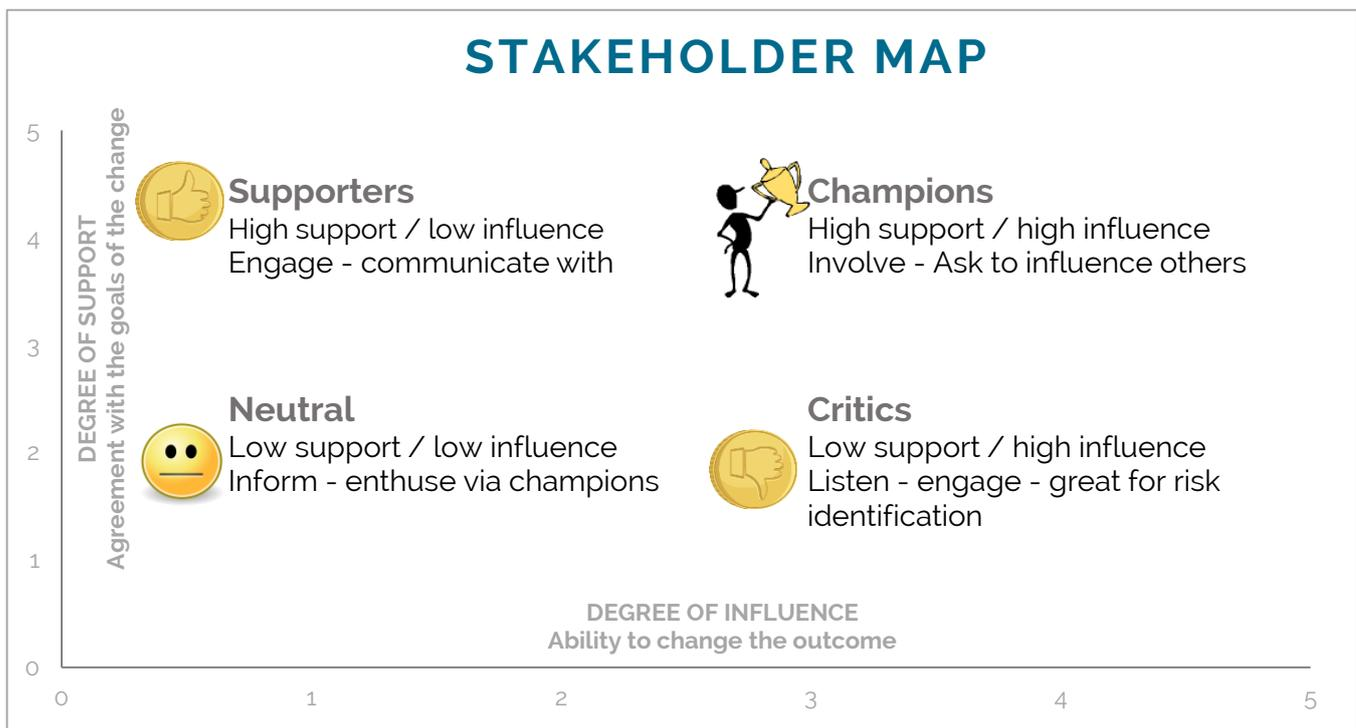 STAKEHOLDER MAP
5
4
3
2
1
0
DEGREE OF SUPPORT
Agreement with the goals of the change
Supporters
High support / low influence
Engage - communicate with
Champions
High support / high influence
Involve - Ask to influence others
Neutral
Low support / low influence
Inform - enthuse via champions
Critics
Low support / high influence
Listen - engage - great for risk
identification
DEGREE OF INFLUENCE
Ability to change the outcome
0
1
2
3
4
5